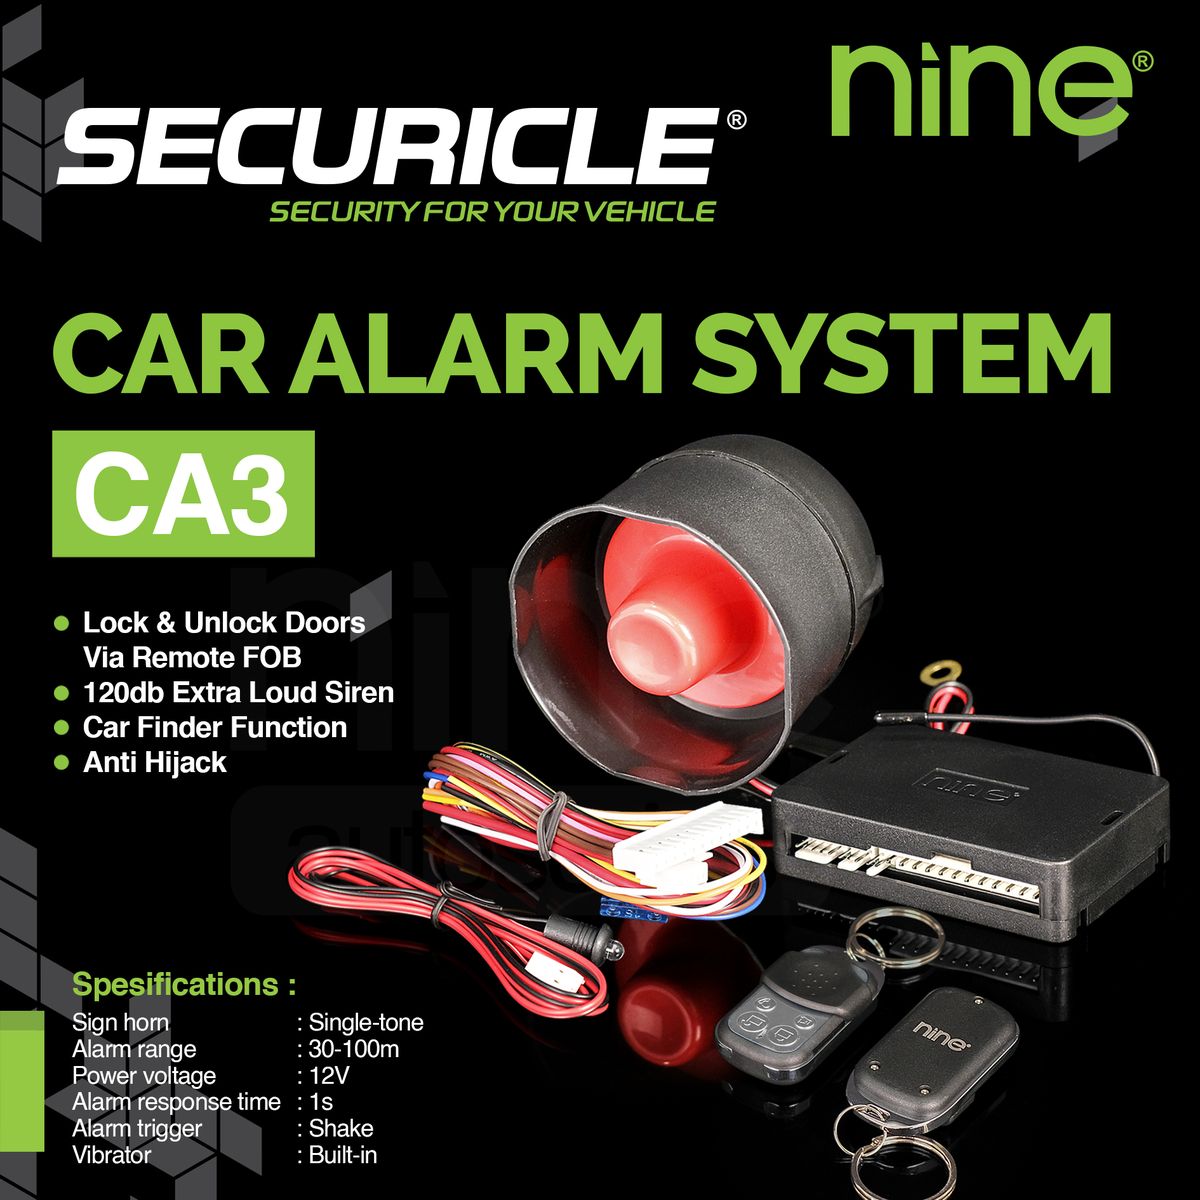 nine®
SECURICLE®
SECURITY FOR YOUR VEHICLE
CAR ALARM SYSTEM
CA3
• Lock & Unlock Doors
Via Remote FOB
• 120db Extra Loud Siren
• Car Finder Function
• Anti Hijack
nine
nine
Spesifications :
Sign horn : Single-tone
Alarm range : 30-100m
Power voltage : 12V
Alarm response time : 1s
Alarm trigger : Shake
Vibrator : Built-in